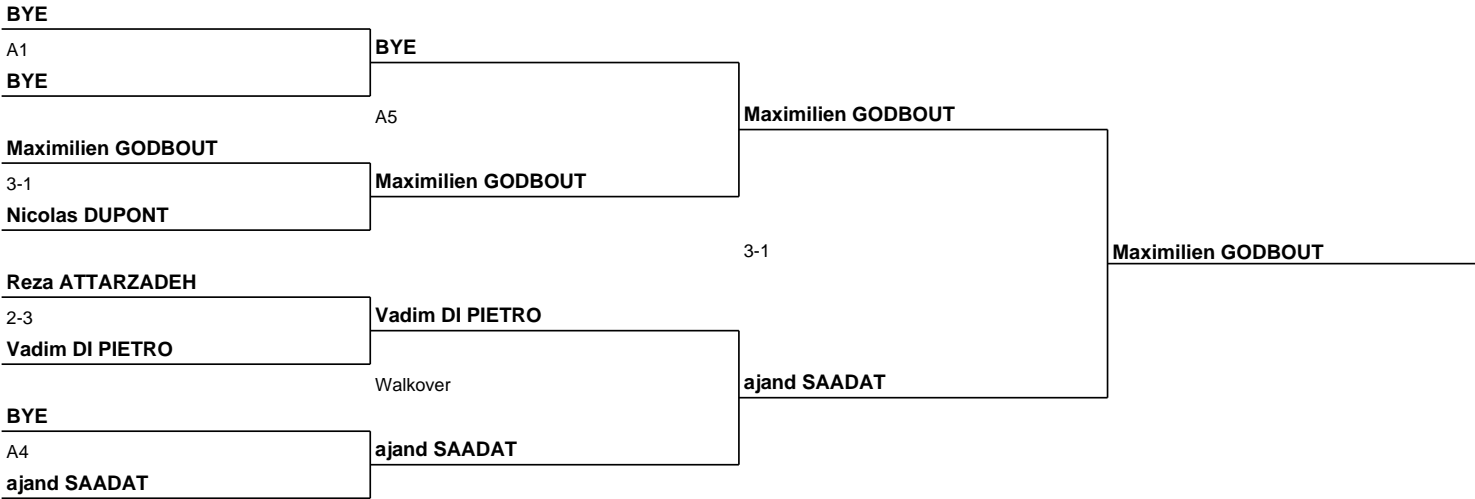 BYE
A1
BYE
BYE
A5
Maximilien GODBOUT
Maximilien GODBOUT
3-1
Maximilien GODBOUT
Nicolas DUPONT
3-1
Maximilien GODBOUT
Reza ATTARZADEH
2-3
Vadim DI PIETRO
Vadim DI PIETRO
Walkover
ajand SAADAT
BYE
A4
ajand SAADAT
ajand SAADAT